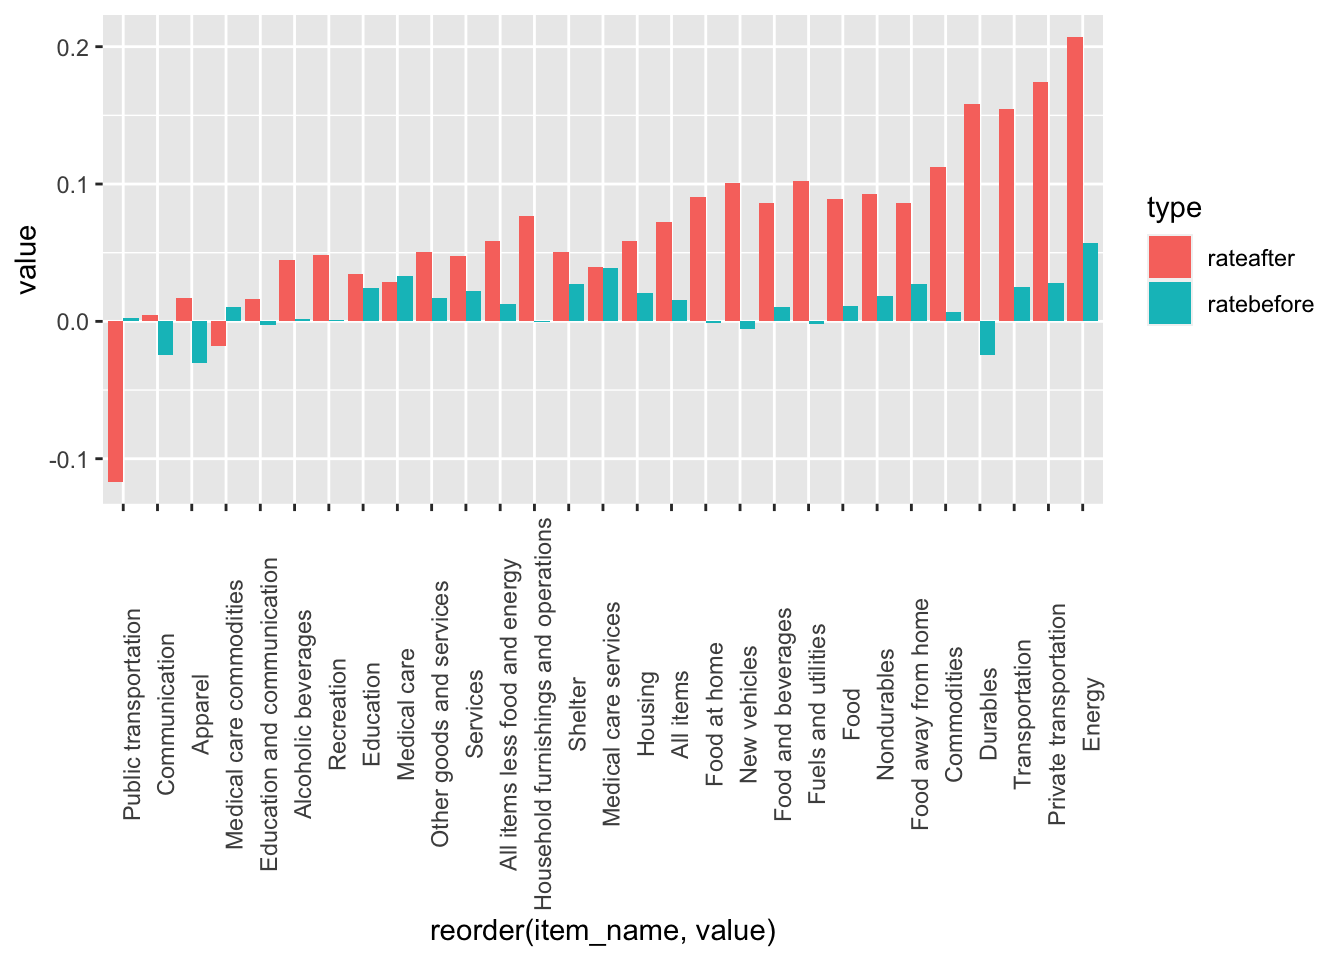 0.2
0.1
0.0
-0.1
value
Public transportation
Communication
Apparel
Medical care commodities
Education and communication
Alcoholic beverages
Recreation
Education
Medical care
Other goods and services
Services
All items less food and energy
Household furnishings and operations
Shelter
Medical care services
Housing
All items
Food at home
New vehicles
Food and beverages
Fuels and utilities
Food
Nondurables
Food away from home
Commodities
Durables
Transportation
Private transportation
Energy
reorder(item_name, value)
type
rateafter
ratebefore